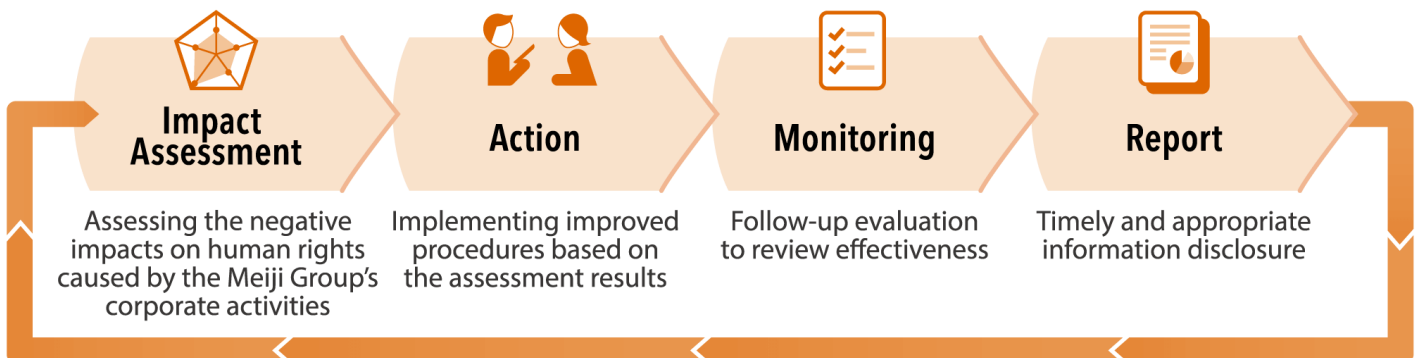 Impact
Assessment
Action
Monitoring
Report
Assessing the negative
impacts on human rights
caused by the Meiji Group's
corporate activities
Implementing improved
procedures based on
the assessment results
Follow-up evaluation
to review effectiveness
Timely and appropriate
information disclosure